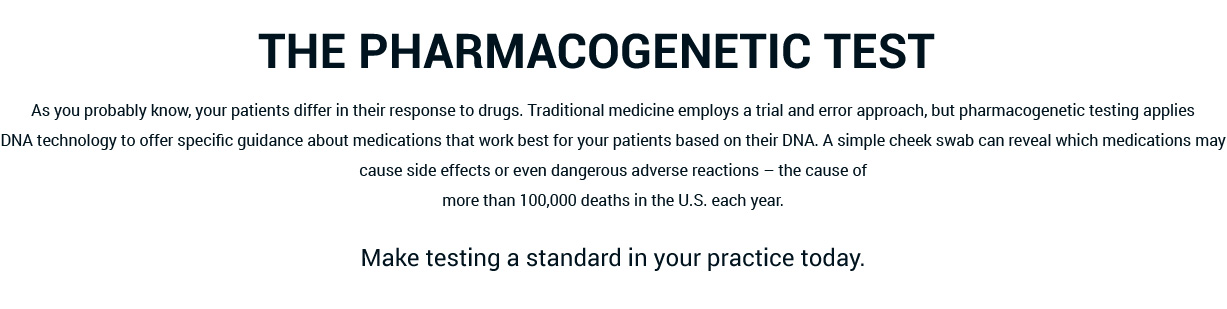 THE PHARMACOGENETIC TEST
As you probably know, your patients differ in their response to drugs. Traditional medicine employs a trial and error approach, but pharmacogenetic testing applies
DNA technology to offer specific guidance about medications that work best for your patients based on their DNA. A simple cheek swab can reveal which medications may
cause side effects or even dangerous adverse reactions – the cause of
more than 100,000 deaths in the U.S. each year.
Make testing a standard in your practice today.